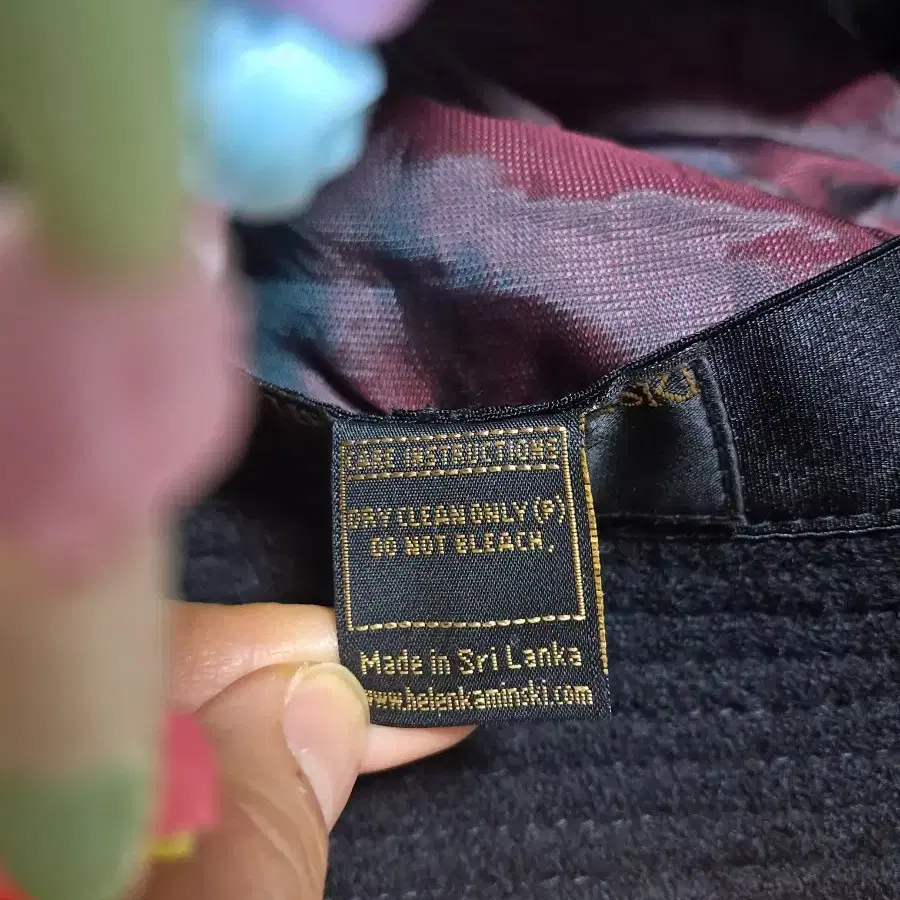 CARE INSTRUCTIONS
DRY CLEAN ONLY (P)
DO NOT BLEACH.
Made in Sri Lanka
www.helenkaminski.com